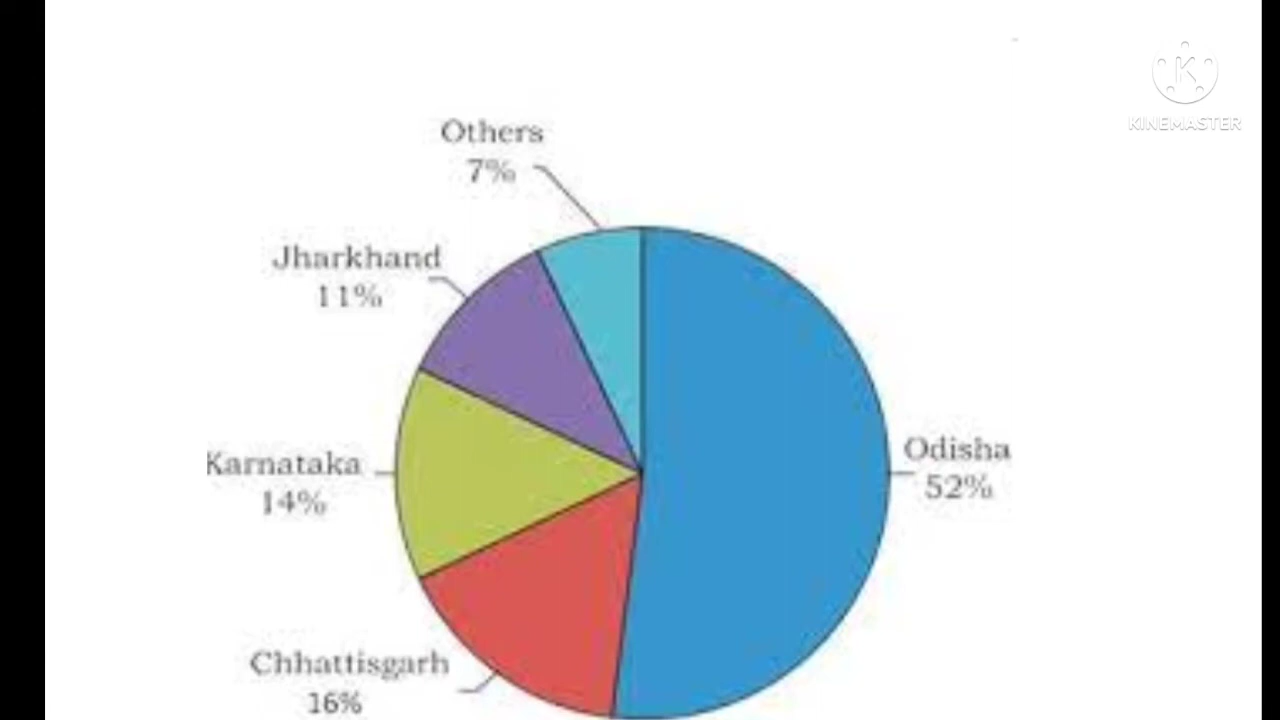 KINEMASTER
Others
7%
Jharkhand
11%
Karnataka
14%
Odisha
52%
Chhattisgarh
16%